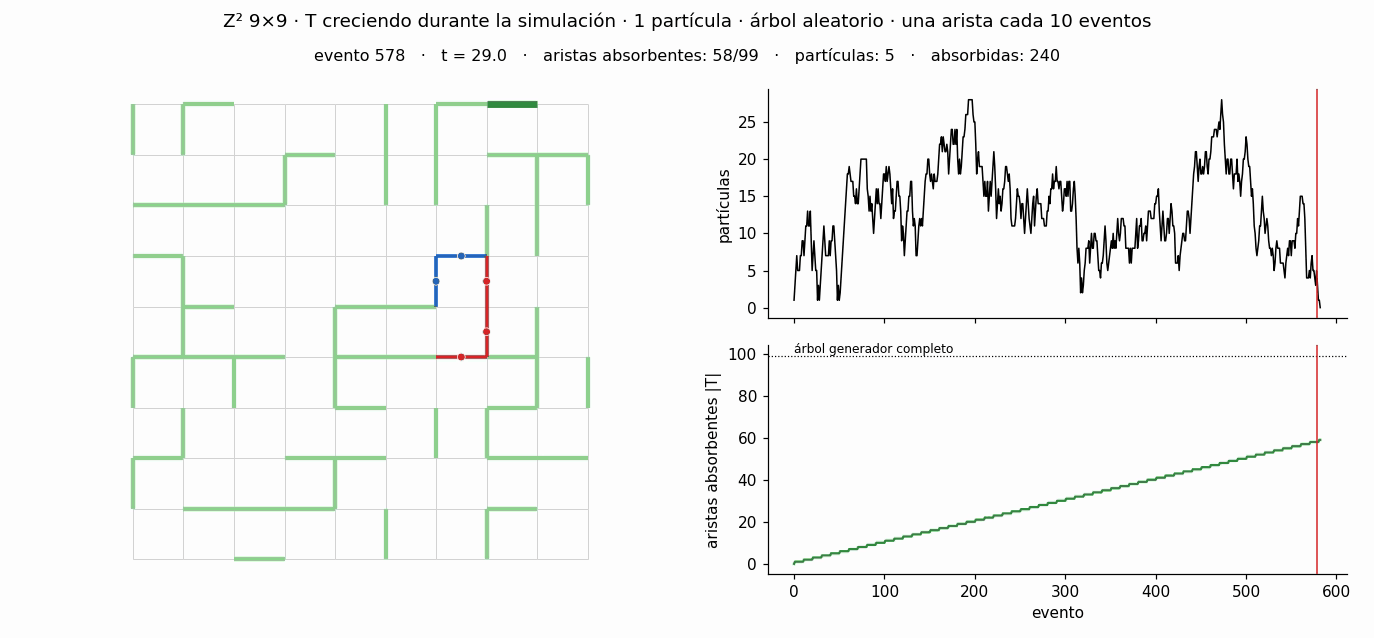 Z² 9×9 · T creciendo durante la simulación · 1 partícula · árbol aleatorio · una arista cada 10 eventos
evento 578 · t = 29.0 · aristas absorbentes: 58/99 · partículas: 5 · absorbidas: 240
partículas
25
20
15
10
5
0
aristas absorbentes |T|
árbol generador completo
100
80
60
40
20
0
0 100 200 300 400 500 600
evento